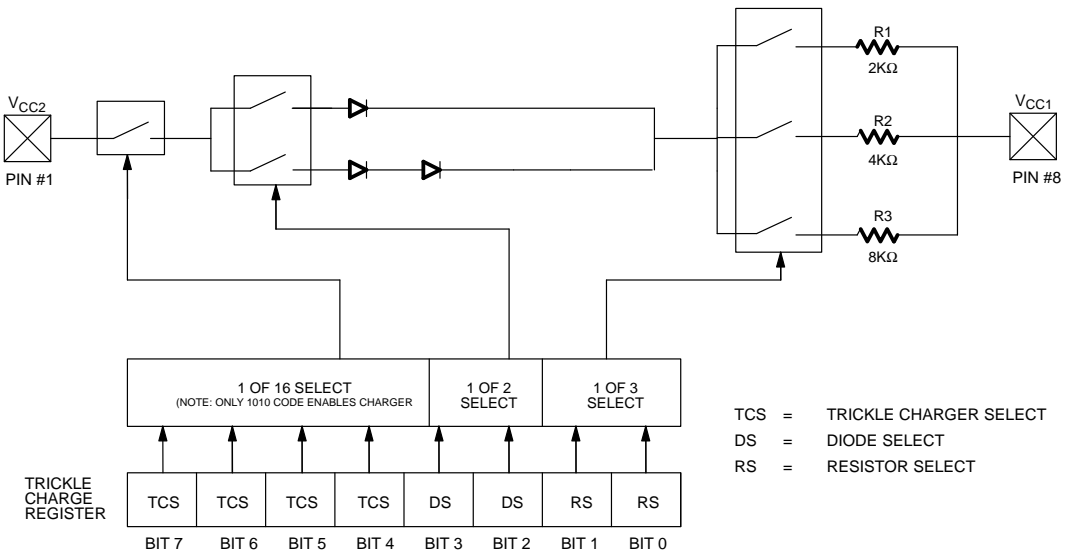 R1
2KΩ
VCC2
PIN #1
R2
4KΩ
VCC1
PIN #8
R3
8KΩ
1 OF 16 SELECT
(NOTE: ONLY 1010 CODE ENABLES CHARGER
1 OF 2
SELECT
1 OF 3
SELECT
TCS = TRICKLE CHARGER SELECT
DS = DIODE SELECT
RS = RESISTOR SELECT
TRICKLE
CHARGE
REGISTER
TCS TCS TCS TCS DS DS RS RS
BIT 7 BIT 6 BIT 5 BIT 4 BIT 3 BIT 2 BIT 1 BIT 0